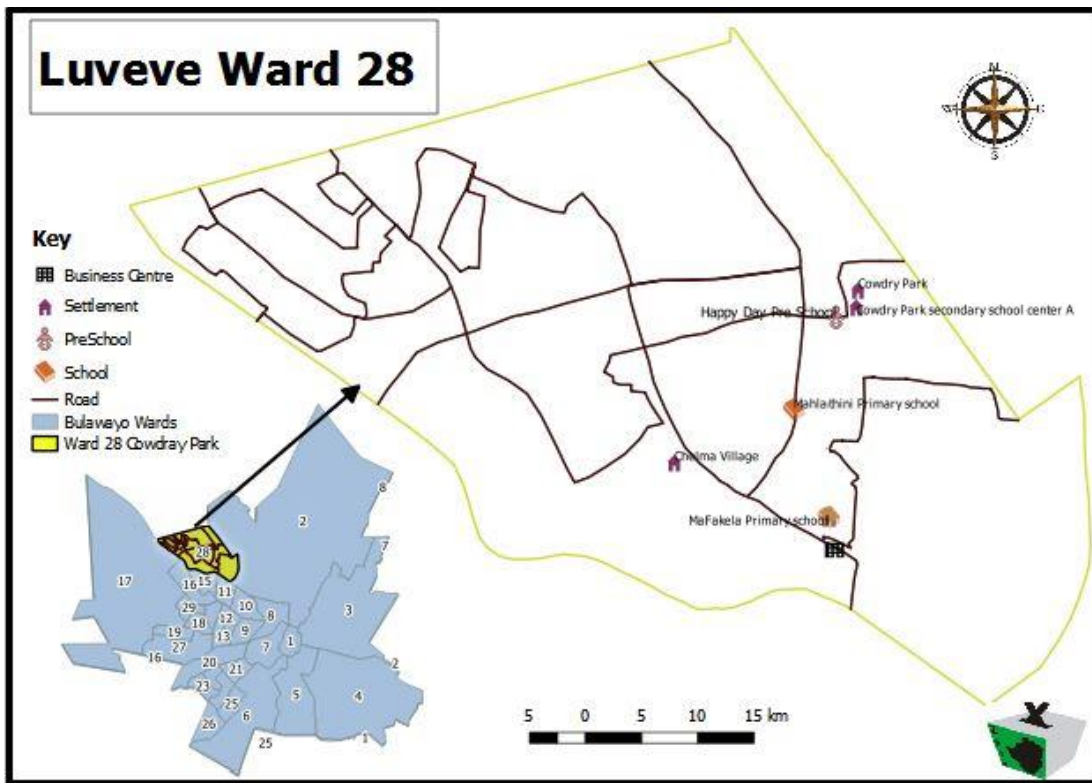 Luveve Ward 28
N
W
E
S
Key
Business Centre
Settlement
PreSchool
School
Road
Bulawayo Wards
Ward 28 Cowdray Park
Cowdry Park
Happy Day Pre School
Cowdry Park secondary school center A
Mahlathini Primary school
Chelma Village
MaFakela Primary school
8
2
7
28
17
16
15
11
29
10
8
3
12
18
9
19
13
1
27
7
16
20
21
2
23
5
4
25
6
26
25
1
5 0 5 10 15 km